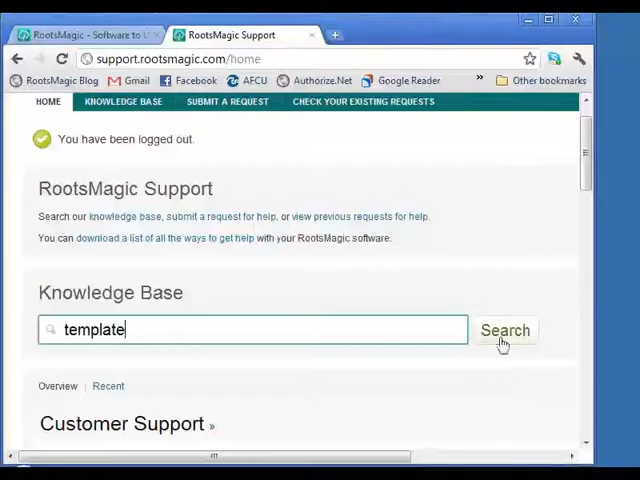 RootsMagic - Software to U
RootsMagic Support
support.rootsmagic.com/home
RootsMagic Blog Gmail Facebook AFCU Authorize.Net Google Reader » Other bookmarks
HOME KNOWLEDGE BASE SUBMIT A REQUEST CHECK YOUR EXISTING REQUESTS
You have been logged out.
RootsMagic Support
Search our knowledge base, submit a request for help, or view previous requests for help.
You can download a list of all the ways to get help with your RootsMagic software.
Knowledge Base
template
Search
Overview | Recent
Customer Support »